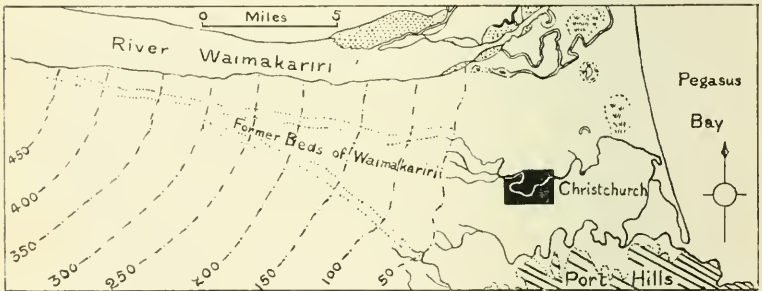 0 Miles 5
River Waimakariri
Pegasus
Bay
Former Beds of Waimakariri
Christchurch
450
400
350
300
250
200
150
100
50
Port Hills